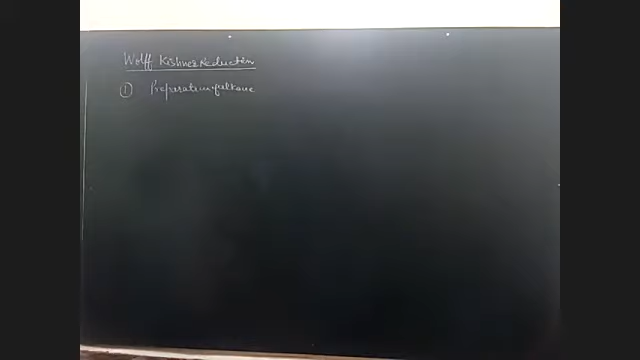 Wolff Kishner reduction
① Preparation of alkane